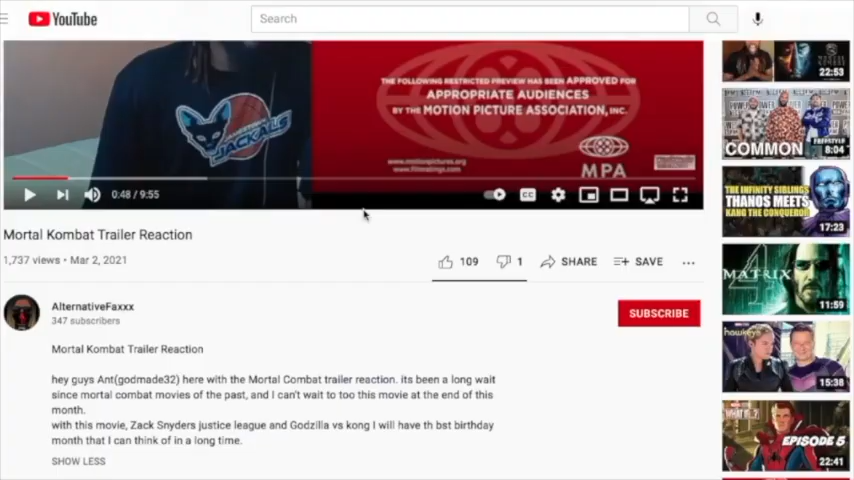 YouTube
Search
JACKALS
THE FOLLOWING RESTRICTED PREVIEW HAS BEEN APPROVED FOR
APPROPRIATE AUDIENCES
BY THE MOTION PICTURE ASSOCIATION, INC.
www.motionpictures.org
www.filmratings.com
MPA
0:48 / 9:55
CC
Mortal Kombat Trailer Reaction
1,737 views • Mar 2, 2021
109
1
SHARE
SAVE
AlternativeFaxxx
347 subscribers
SUBSCRIBE
Mortal Kombat Trailer Reaction
hey guys Ant(godmade32) here with the Mortal Combat trailer reaction. its been a long wait
since mortal combat movies of the past, and I can't wait to too this movie at the end of this
month.
with this movie, Zack Snyders justice league and Godzilla vs kong I will have th bst birthday
month that I can think of in a long time.
SHOW LESS
22:53
COMMON
FREESTYLE
8:04
THE INFINITY SIBLINGS
THANOS MEETS
KANG THE CONQUEROR
17:23
MATRIX
4
11:59
hawkeye
15:38
WHAT IF
EPISODE 5
22:41